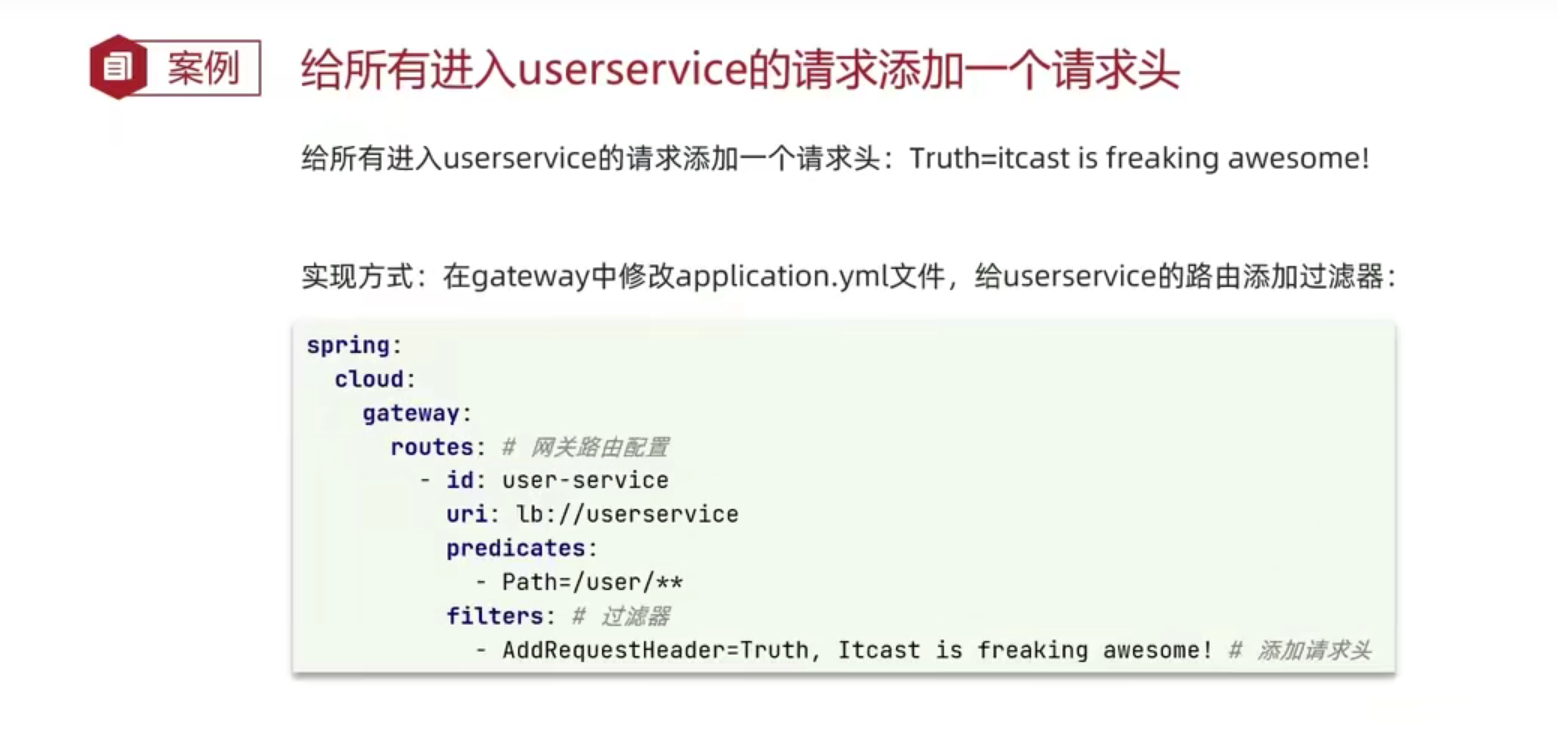 案例 给所有进入userservice的请求添加一个请求头
给所有进入userservice的请求添加一个请求头：Truth=itcast is freaking awesome!
实现方式：在gateway中修改application.yml文件，给userservice的路由添加过滤器：
spring:
  cloud:
    gateway:
      routes: # 网关路由配置
        - id: user-service
          uri: lb://userservice
          predicates:
            - Path=/user/**
          filters: # 过滤器
            - AddRequestHeader=Truth, Itcast is freaking awesome! # 添加请求头